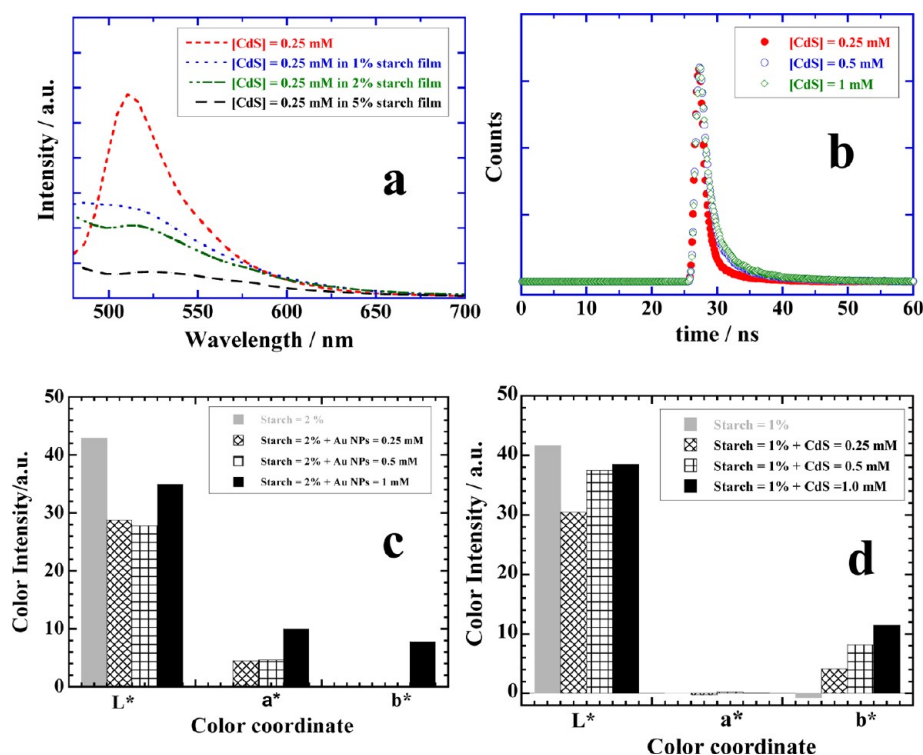 [CdS] = 0.25 mM
[CdS] = 0.25 mM in 1% starch film
[CdS] = 0.25 mM in 2% starch film
[CdS] = 0.25 mM in 5% starch film
a
Intensity / a.u.
500 550 600 650 700
Wavelength / nm
[CdS] = 0.25 mM
[CdS] = 0.5 mM
[CdS] = 1 mM
b
Counts
0 10 20 30 40 50 60
time / ns
50
40
30
20
10
0
Color Intensity/a.u.
Starch = 2 %
Starch = 2% + Au NPs = 0.25 mM
Starch = 2% + Au NPs = 0.5 mM
Starch = 2% + Au NPs = 1 mM
c
L* a* b*
Color coordinate
50
40
30
20
10
0
Color Intensity / a.u.
Starch = 1%
Starch = 1% + CdS = 0.25 mM
Starch = 1% + CdS = 0.5 mM
Starch = 1% + CdS =1.0 mM
d
L* a* b*
Color coordinate